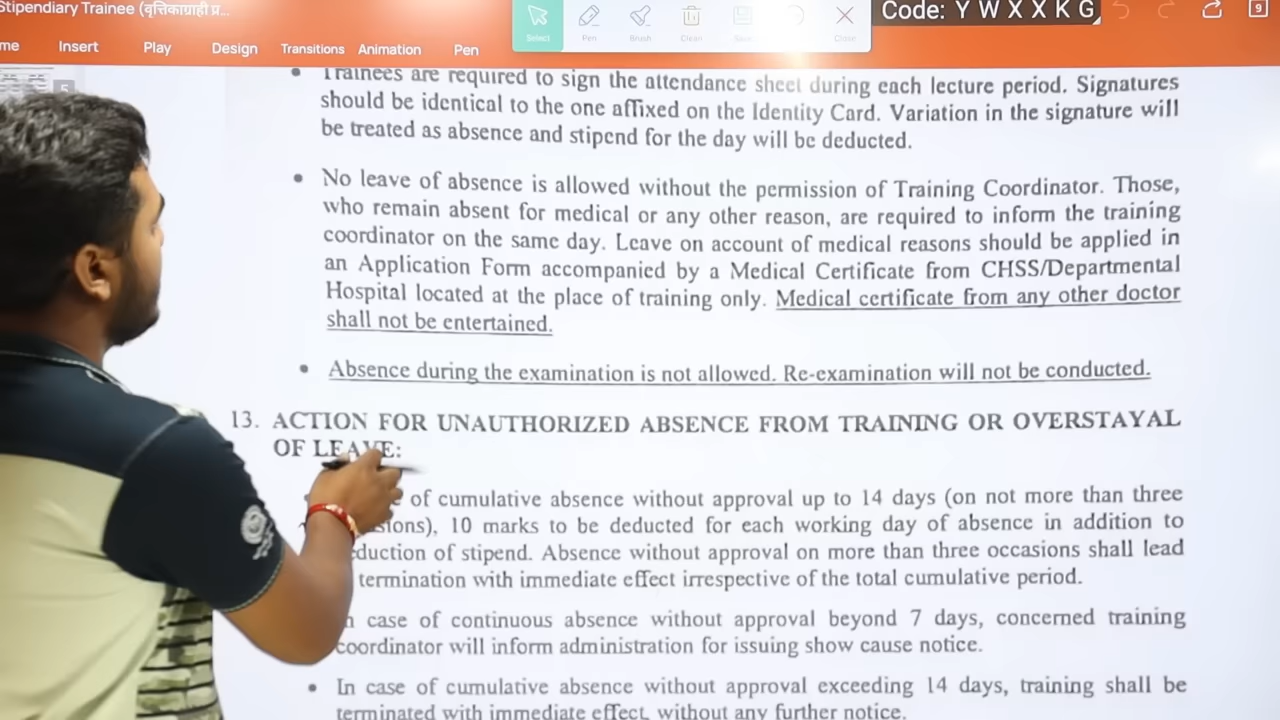 Stipendiary Trainee (वृत्तिकाग्राही प्र...
Code: Y W X X K G
9
me Insert Play Design Transitions Animation Pen
Select Pen Brush Clean Close
5
Trainees are required to sign the attendance sheet during each lecture period. Signatures
should be identical to the one affixed on the Identity Card. Variation in the signature will
be treated as absence and stipend for the day will be deducted.
• No leave of absence is allowed without the permission of Training Coordinator. Those,
who remain absent for medical or any other reason, are required to inform the training
coordinator on the same day. Leave on account of medical reasons should be applied in
an Application Form accompanied by a Medical Certificate from CHSS/Departmental
Hospital located at the place of training only. Medical certificate from any other doctor
shall not be entertained.
• Absence during the examination is not allowed. Re-examination will not be conducted.
13. ACTION FOR UNAUTHORIZED ABSENCE FROM TRAINING OR OVERSTAYAL
OF LEAVE:
of cumulative absence without approval up to 14 days (on not more than three
sions), 10 marks to be deducted for each working day of absence in addition to
duction of stipend. Absence without approval on more than three occasions shall lead
termination with immediate effect irrespective of the total cumulative period.
n case of continuous absence without approval beyond 7 days, concerned training
coordinator will inform administration for issuing show cause notice.
• In case of cumulative absence without approval exceeding 14 days, training shall be
terminated with immediate effect, without any further notice.